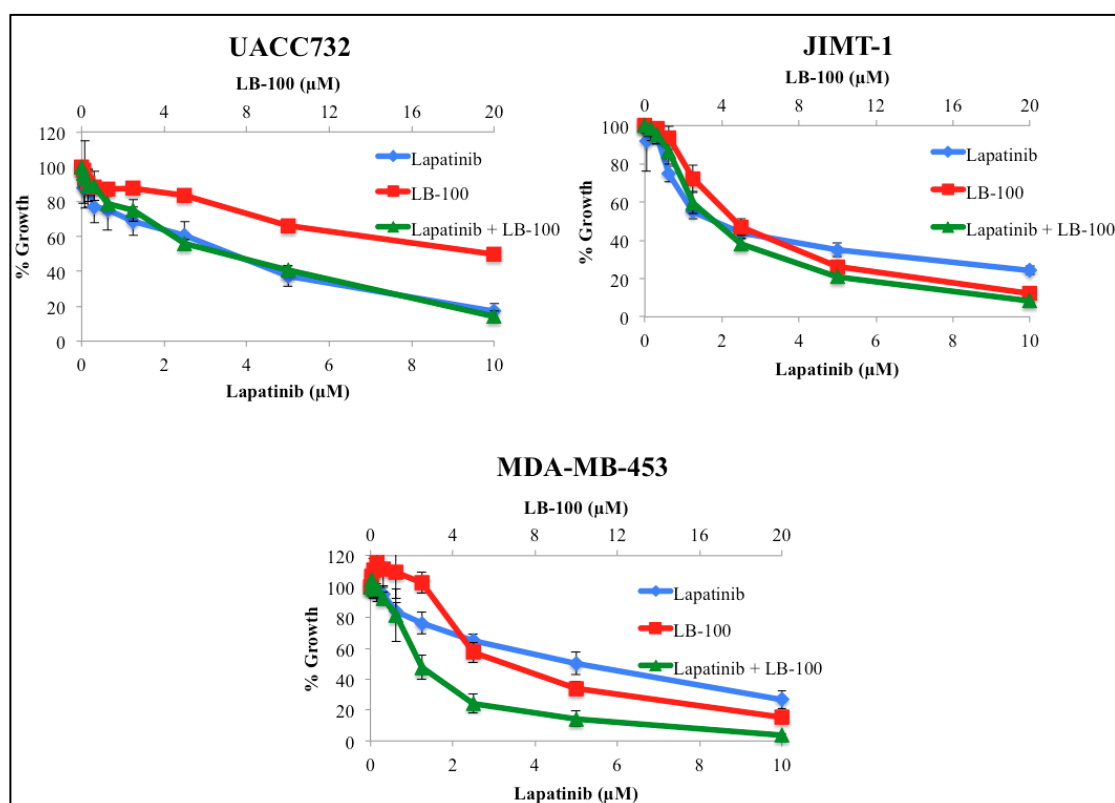 UACC732
LB-100 (µM)
0 4 8 12 16 20
120
100
80
60
40
20
0
% Growth
Lapatinib
LB-100
Lapatinib + LB-100
0 2 4 6 8 10
Lapatinib (µM)
JIMT-1
LB-100 (µM)
0 4 8 12 16 20
100
80
60
40
20
0
% Growth
Lapatinib
LB-100
Lapatinib + LB-100
0 2 4 6 8 10
Lapatinib (µM)
MDA-MB-453
LB-100 (µM)
0 4 8 12 16 20
120
100
80
60
40
20
0
% Growth
Lapatinib
LB-100
Lapatinib + LB-100
0 2 4 6 8 10
Lapatinib (µM)